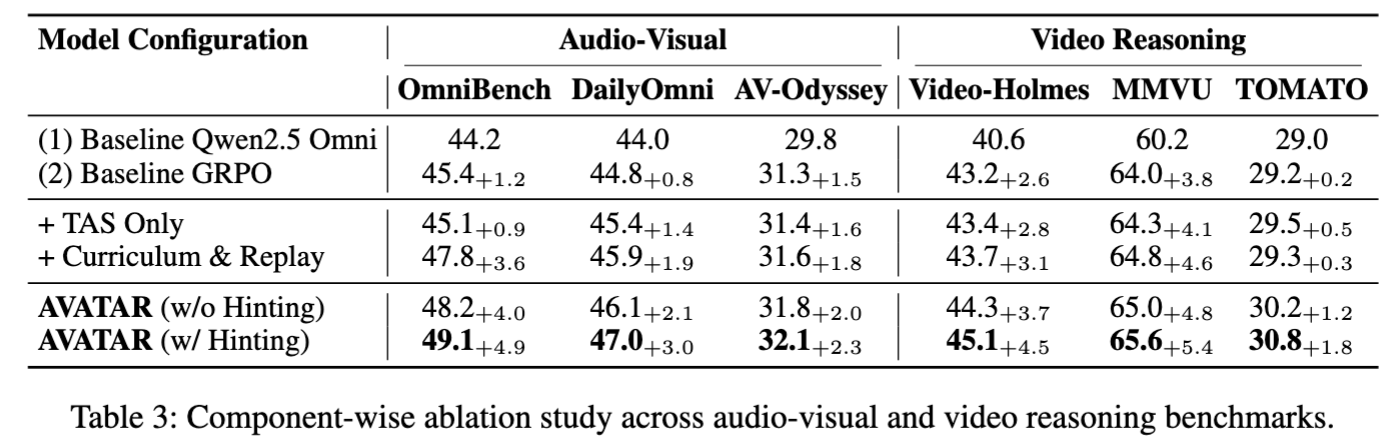 Model Configuration Audio-Visual Video Reasoning
OmniBench DailyOmni AV-Odyssey Video-Holmes MMVU TOMATO
(1) Baseline Qwen2.5 Omni 44.2 44.0 29.8 40.6 60.2 29.0
(2) Baseline GRPO 45.4+1.2 44.8+0.8 31.3+1.5 43.2+2.6 64.0+3.8 29.2+0.2
+ TAS Only 45.1+0.9 45.4+1.4 31.4+1.6 43.4+2.8 64.3+4.1 29.5+0.5
+ Curriculum & Replay 47.8+3.6 45.9+1.9 31.6+1.8 43.7+3.1 64.8+4.6 29.3+0.3
AVATAR (w/o Hinting) 48.2+4.0 46.1+2.1 31.8+2.0 44.3+3.7 65.0+4.8 30.2+1.2
AVATAR (w/ Hinting) 49.1+4.9 47.0+3.0 32.1+2.3 45.1+4.5 65.6+5.4 30.8+1.8
Table 3: Component-wise ablation study across audio-visual and video reasoning benchmarks.